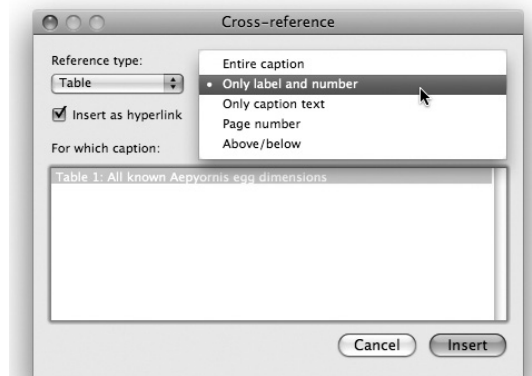 Cross-reference
Reference type:
Table
Insert as hyperlink
Entire caption
• Only label and number
Only caption text
Page number
Above/below
For which caption:
Table 1: All known Aepyornis egg dimensions
Cancel
Insert